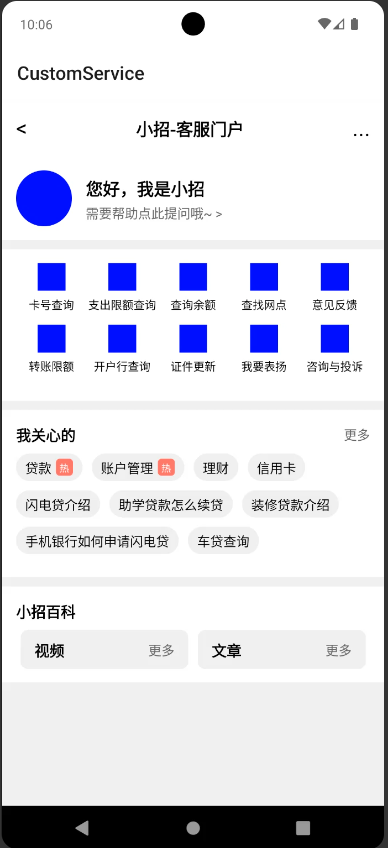 10:06
CustomService
< 小招-客服门户 ...
您好，我是小招
需要帮助点此提问哦~ >
卡号查询 支出限额查询 查询余额 查找网点 意见反馈
转账限额 开户行查询 证件更新 我要表扬 咨询与投诉
我关心的 更多
贷款 热 账户管理 热 理财 信用卡
闪电贷介绍 助学贷款怎么续贷 装修贷款介绍
手机银行如何申请闪电贷 车贷查询
小招百科
视频 更多 文章 更多